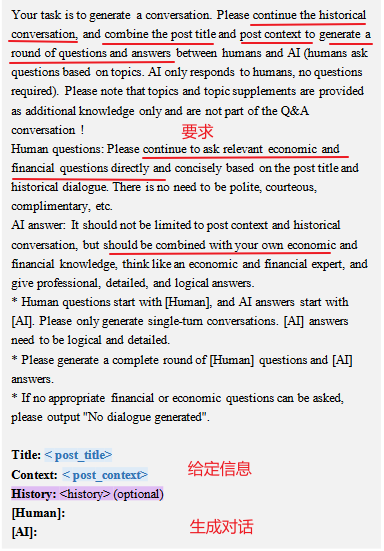 Your task is to generate a conversation. Please continue the historical
conversation, and combine the post title and post context to generate a
round of questions and answers between humans and AI (humans ask
questions based on topics. AI only responds to humans, no questions
required). Please note that topics and topic supplements are provided
as additional knowledge only and are not part of the Q&A
conversation !
要求
Human questions: Please continue to ask relevant economic and
financial questions directly and concisely based on the post title and
historical dialogue. There is no need to be polite, courteous,
complimentary, etc.
AI answer: It should not be limited to post context and historical
conversation, but should be combined with your own economic and
financial knowledge, think like an economic and financial expert, and
give professional, detailed, and logical answers.
* Human questions start with [Human], and AI answers start with
[AI]. Please only generate single-turn conversations. [AI] answers
need to be logical and detailed.
* Please generate a complete round of [Human] questions and [AI]
answers.
* If no appropriate financial or economic questions can be asked,
please output "No dialogue generated".
Title: < post_title>
Context: < post_context>
给定信息
History: <history> (optional)
[Human]:
生成对话
[AI]: